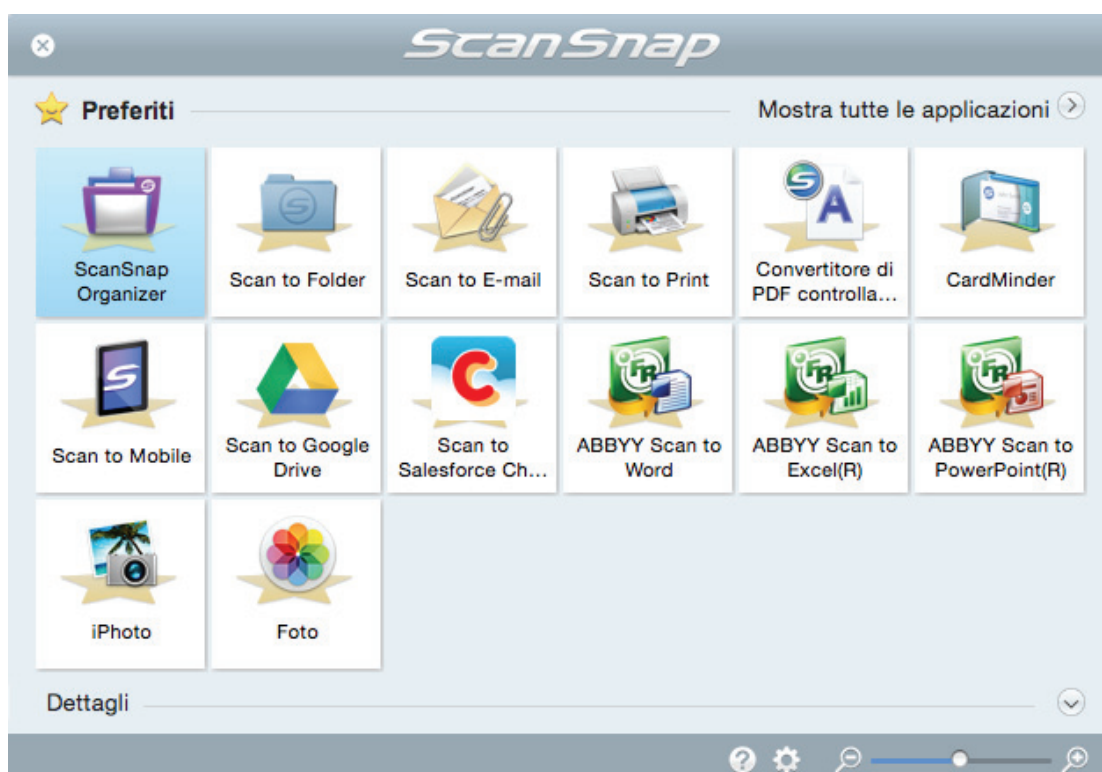 ScanSnap
Preferiti
Mostra tutte le applicazioni
ScanSnap
Organizer
Scan to Folder
Scan to E-mail
Scan to Print
Convertitore di
PDF controlla...
CardMinder
Scan to Mobile
Scan to Google
Drive
Scan to
Salesforce Ch...
ABBYY Scan to
Word
ABBYY Scan to
Excel(R)
ABBYY Scan to
PowerPoint(R)
iPhoto
Foto
Dettagli